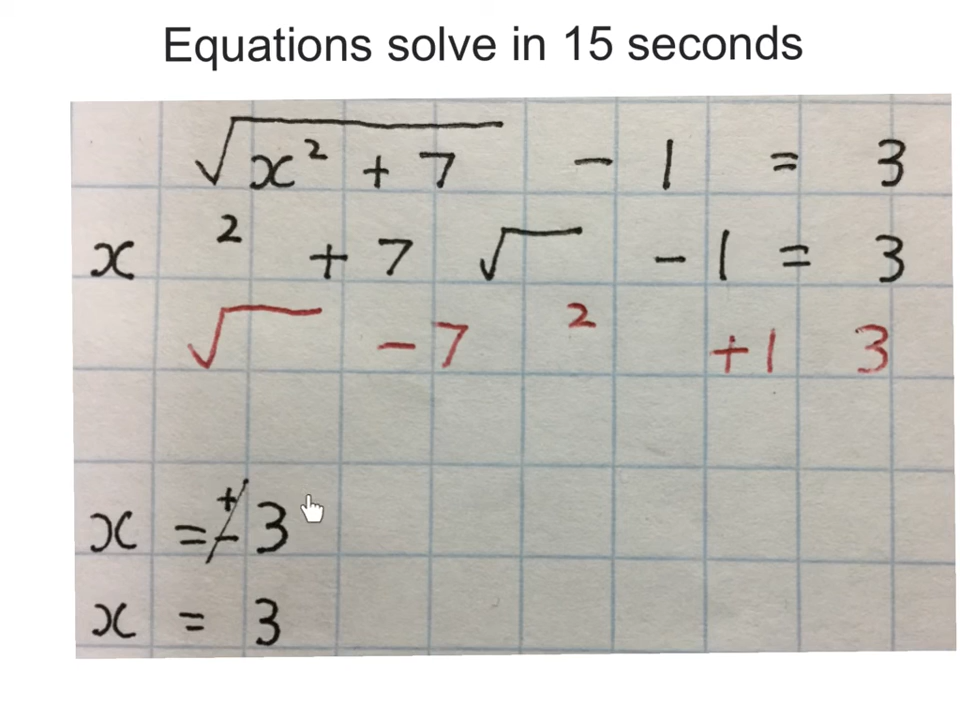 Equations solve in 15 seconds
√(x² + 7) - 1 = 3
x ² + 7 √ - 1 = 3
√ - 7 ² + 1 3
x = +/- 3
x = 3